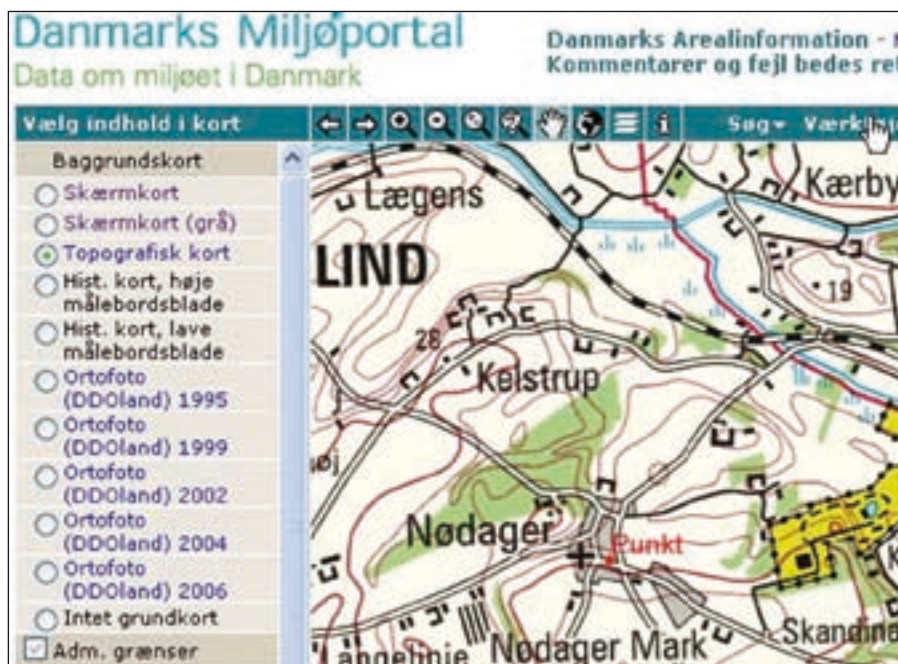 Danmarks Miljøportal
Data om miljøet i Danmark
Danmarks Arealinformation -
Kommentarer og fejl bedes
Vælg indhold i kort
Søg
Baggrundskort
Skærmkort
Skærmkort (grå)
Topografisk kort
Hist. kort, høje
målebordsblade
Hist. kort, lave
målebordsblade
Ortofoto
(DDOland) 1995
Ortofoto
(DDOland) 1999
Ortofoto
(DDOland) 2002
Ortofoto
(DDOland) 2004
Ortofoto
(DDOland) 2006
Intet grundkort
Adm. grænser
Lægens
Kærby
LIND
19
28
Kelstrup
Nødager
Punkt
Nødager Mark
Langelinie